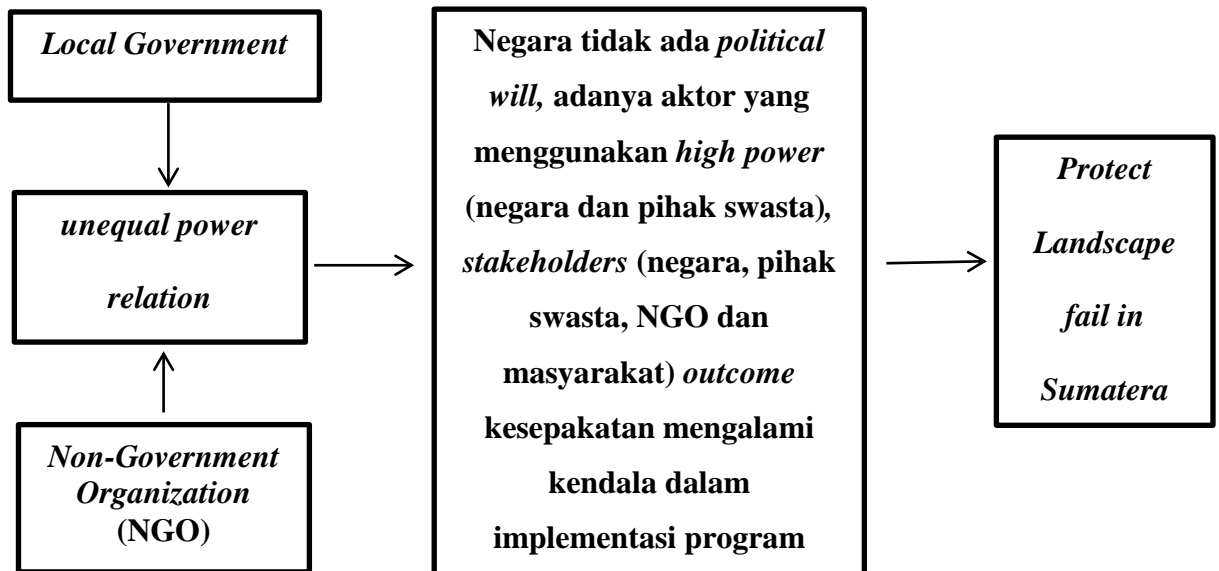 Local Government
unequal power
relation
Non-Government
Organization
(NGO)
Negara tidak ada political
will, adanya aktor yang
menggunakan high power
(negara dan pihak swasta),
stakeholders (negara, pihak
swasta, NGO dan
masyarakat) outcome
kesepakatan mengalami
kendala dalam
implementasi program
Protect
Landscape
fail in
Sumatera